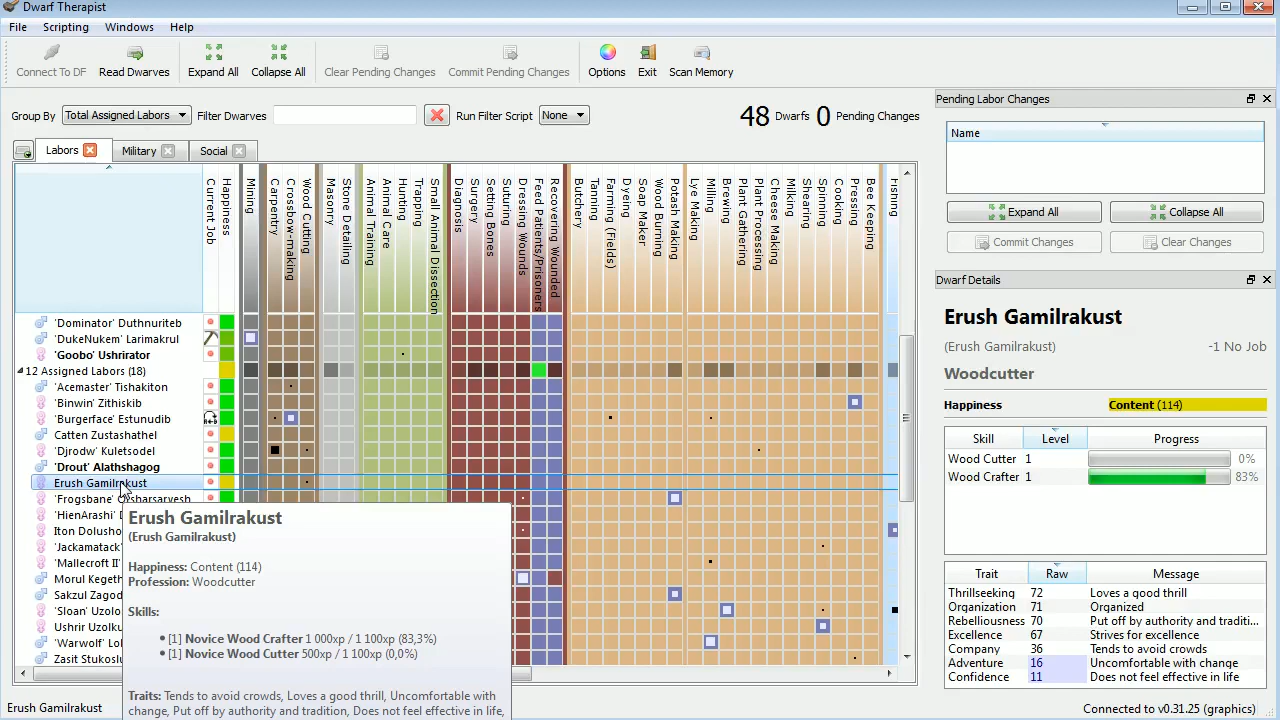 Dwarf Therapist
File Scripting Windows Help
Connect To DF Read Dwarves Expand All Collapse All Clear Pending Changes Commit Pending Changes Options Exit Scan Memory
Group By Total Assigned Labors Filter Dwarves Run Filter Script None 48 Dwarfs 0 Pending Changes
Labors Military Social
Current Job
Happiness
Mining
Carpentry
Crossbow-making
Wood Cutting
Masonry
Stone Detailing
Animal Training
Animal Care
Hunting
Trapping
Small Animal Dissection
Diagnosis
Surgery
Setting Bones
Suturing
Dressing Wounds
Feed Patients/Prisoners
Recovering Wounded
Butchery
Tanning
Farming (Fields)
Dyeing
Soap Maker
Wood Burning
Potash Making
Lye Making
Milling
Brewing
Plant Gathering
Plant Processing
Cheese Making
Milking
Shearing
Spinning
Cooking
Pressing
Bee Keeping
Fishing
'Dominator' Duthnuriteb
'DukeNukem' Larimakrul
'Goobo' Ushrirator
12 Assigned Labors (18)
'Acemaster' Tishakiton
'Binwin' Zithiskib
'Burgerface' Estunudib
Catten Zustashathel
'Djrodw' Kuletsodel
'Drout' Alathshagog
Erush Gamilrakust
'Frogsbane'
'HienArashi'
Iton Dolusho
'Jackamatack'
'Mallecroft II'
Morul Kegeth
Sakzul Zagod
'Sloan' Uzolo
Ushrir Uzolku
'Warwolf' Lol
Zasit Stukosl
Erush Gamilrakust
(Erush Gamilrakust)
Happiness: Content (114)
Profession: Woodcutter
Skills:
• [1] Novice Wood Crafter 1 000xp / 1 100xp (83,3%)
• [1] Novice Wood Cutter 500xp / 1 100xp (0,0%)
Traits: Tends to avoid crowds, Loves a good thrill, Uncomfortable with
change, Put off by authority and tradition, Does not feel effective in life,
Pending Labor Changes
Name
Expand All Collapse All
Commit Changes Clear Changes
Dwarf Details
Erush Gamilrakust
(Erush Gamilrakust) -1 No Job
Woodcutter
Happiness Content (114)
Skill Level Progress
Wood Cutter 1 0%
Wood Crafter 1 83%
Trait Raw Message
Thrillseeking 72 Loves a good thrill
Organization 71 Organized
Rebelliousness 70 Put off by authority and traditi...
Excellence 67 Strives for excellence
Company 36 Tends to avoid crowds
Adventure 16 Uncomfortable with change
Confidence 11 Does not feel effective in life
Erush Gamilrakust Connected to v0.31.25 (graphics)